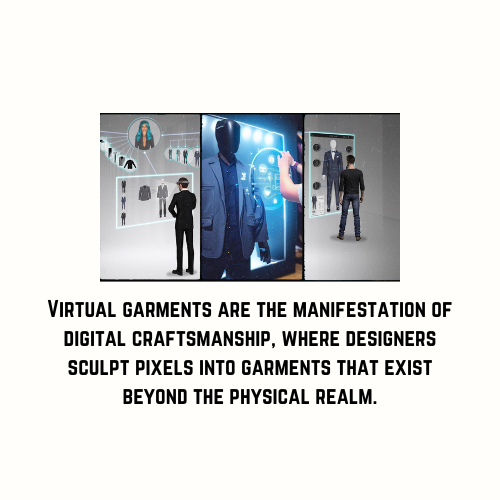 Virtual garments are the manifestation of
digital craftsmanship, where designers
sculpt pixels into garments that exist
beyond the physical realm.